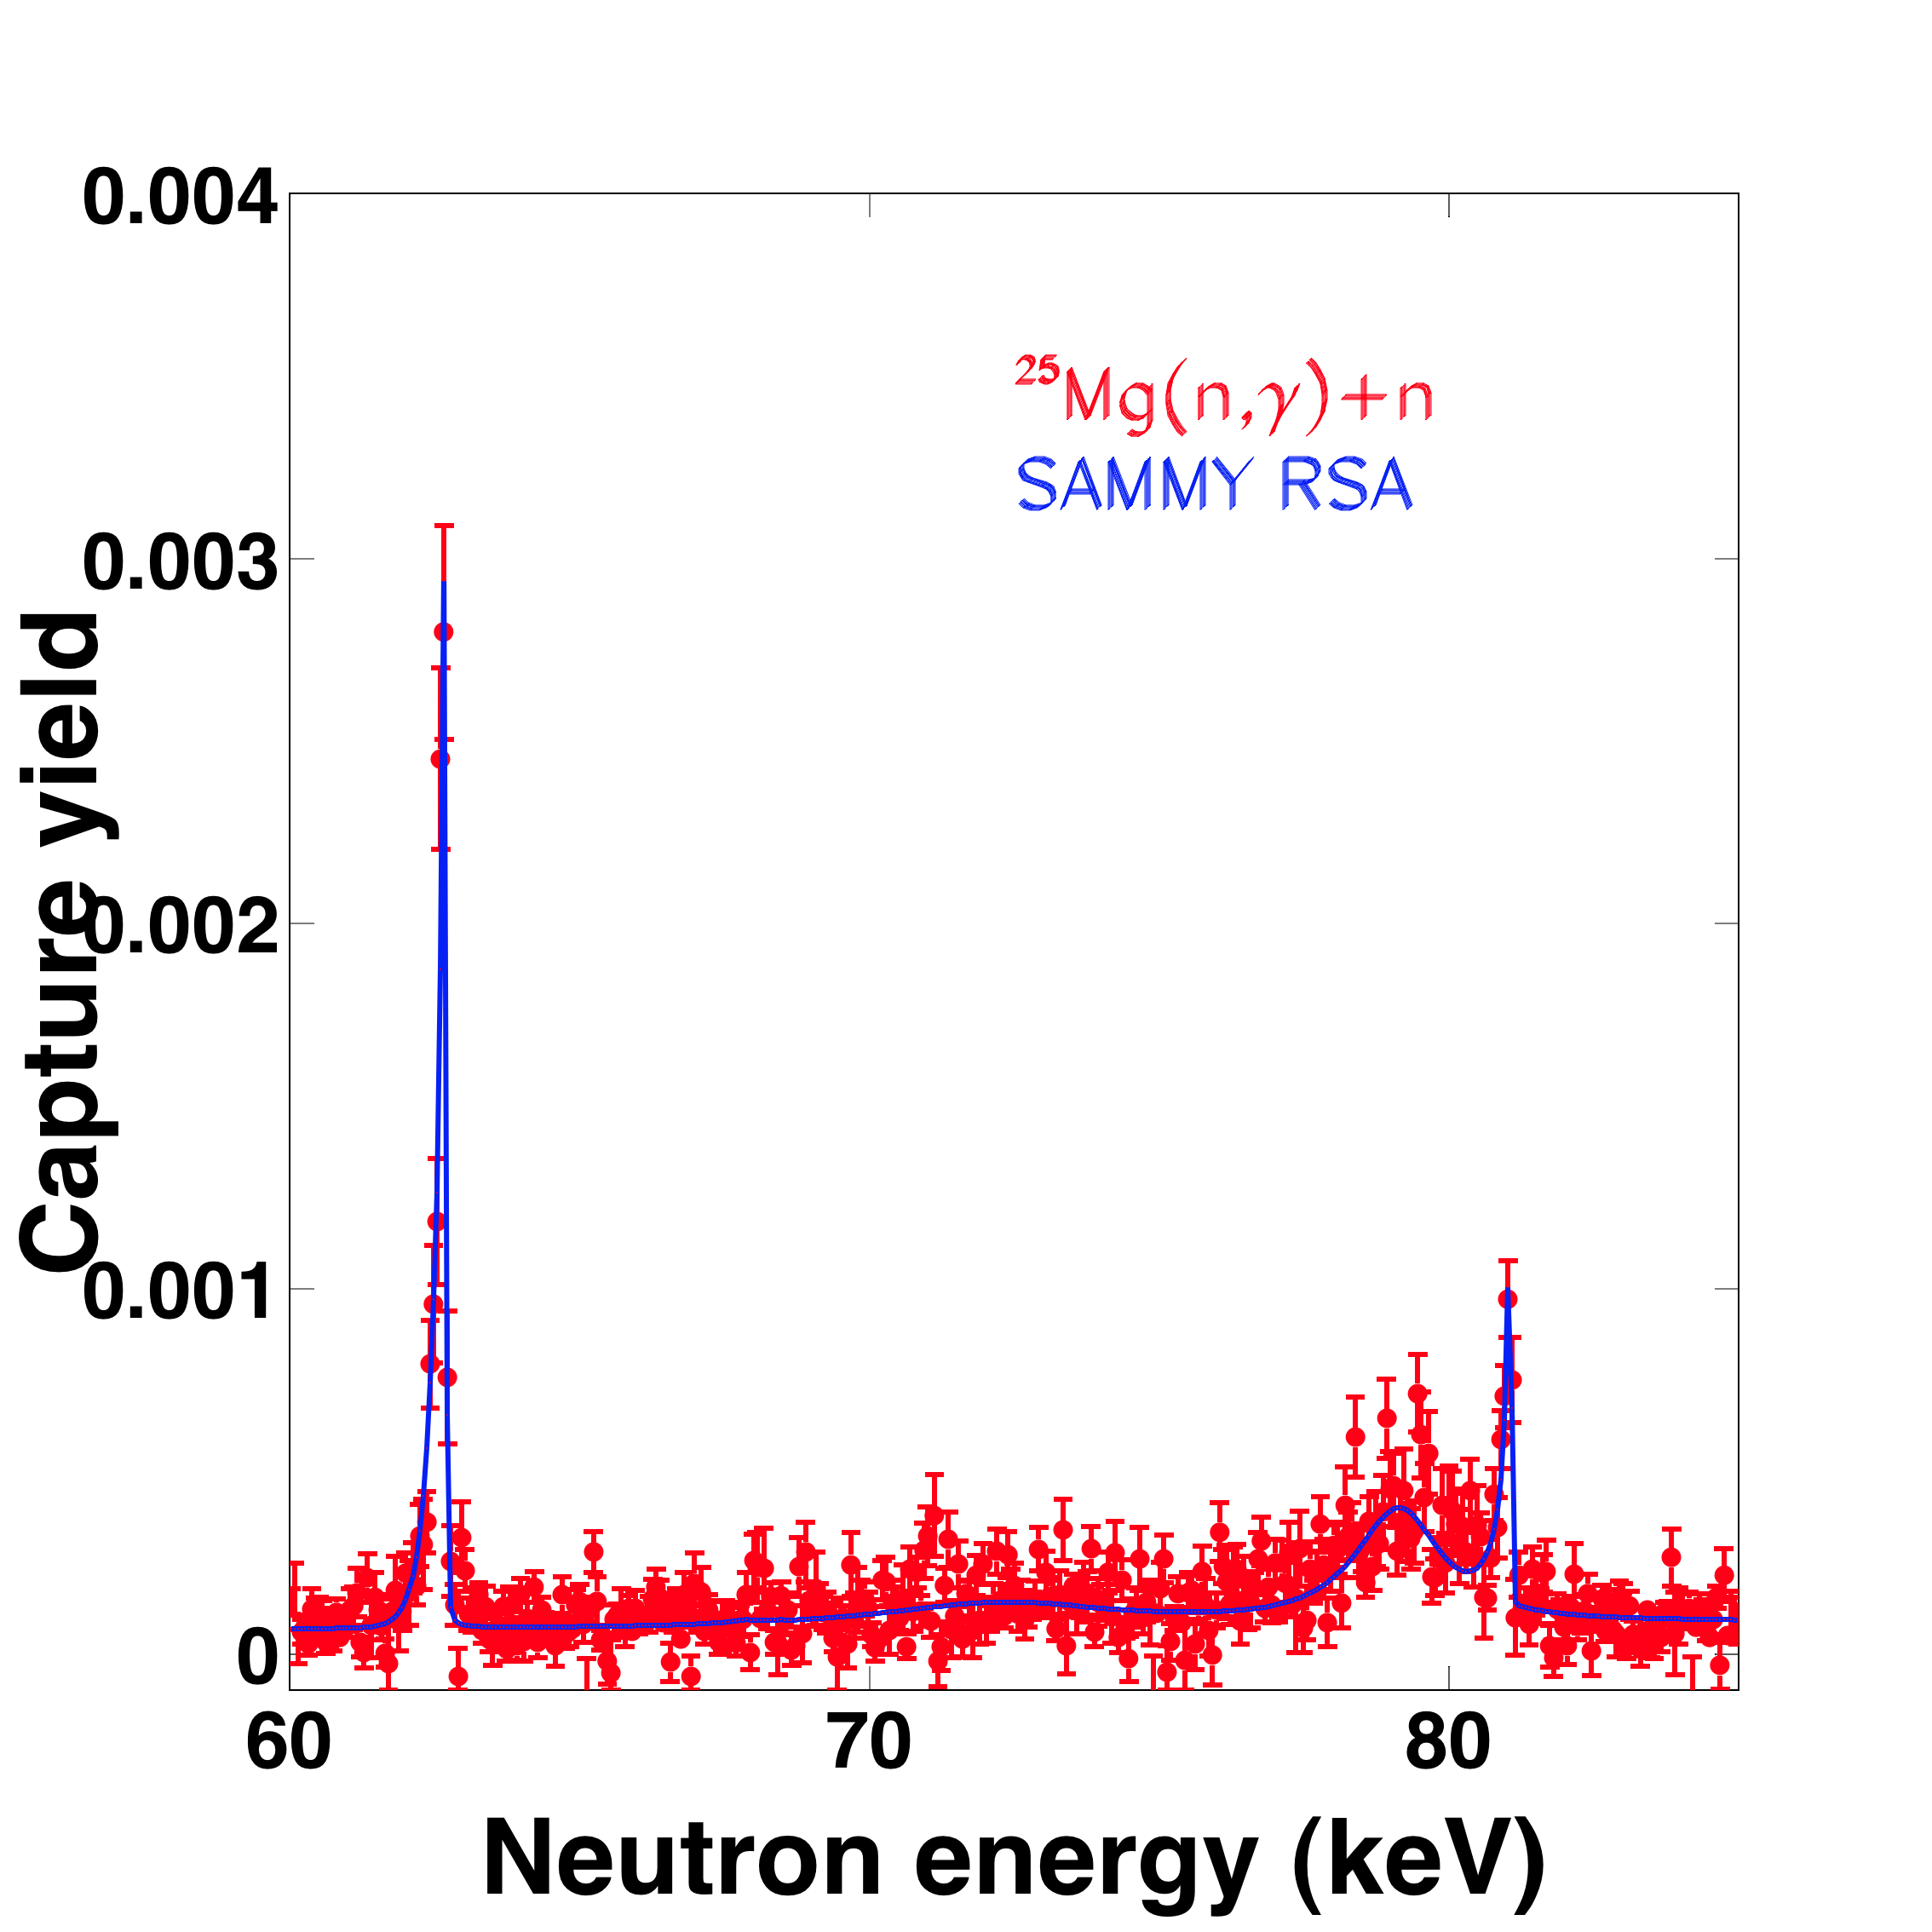 0.004
0.003
0.002
0.001
0
60 70 80
Capture yield
Neutron energy (keV)
²⁵Mg(n,γ)+n
SAMMY RSA